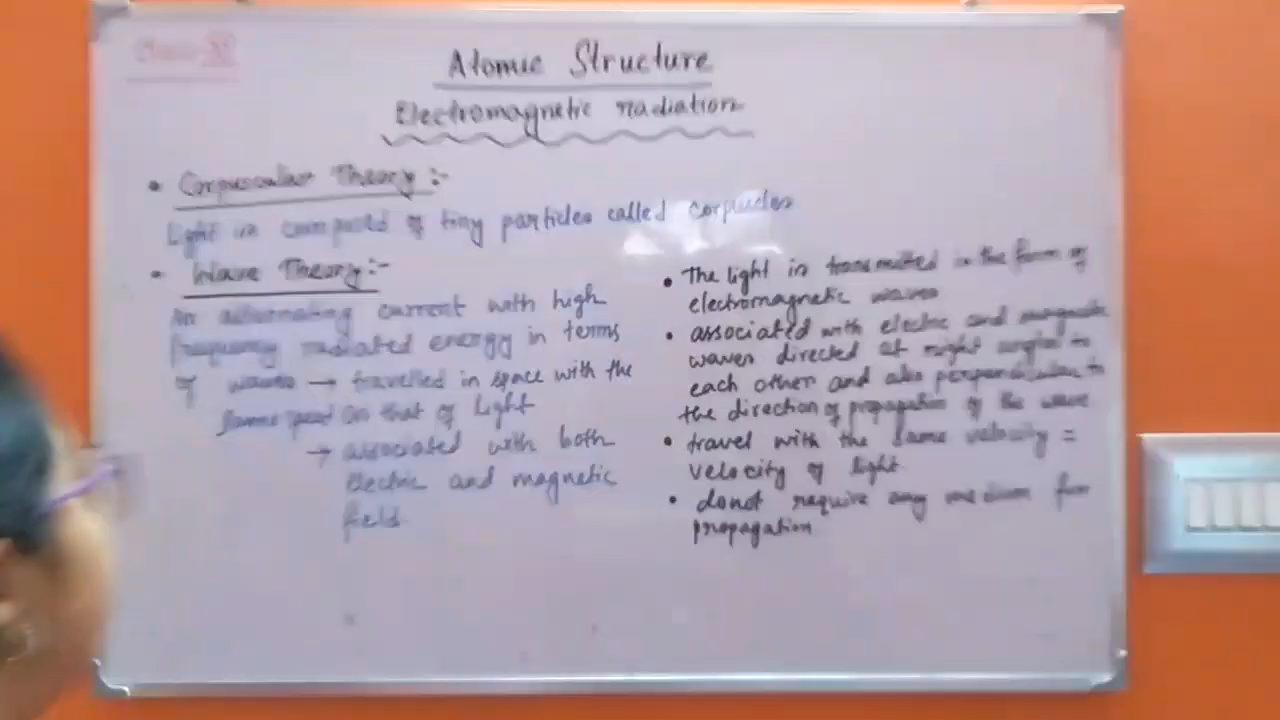 Class-XI
Atomic Structure
Electromagnetic radiation
• Corpuscular Theory :-
Light is composed of tiny particles called corpucles
• Wave Theory:-
An alternating current with high
frequency radiated energy in terms
of waves → travelled in space with the
same speed as that of light
→ associated with both
electric and magnetic
field
• The light is transmitted in the form of
electromagnetic waves
• associated with electric and magnetic
waves directed at right angles to
each other and also perpendicular to
the direction of propagation of the wave
• travel with the same velocity =
velocity of light
• donot require any medium for
propagation